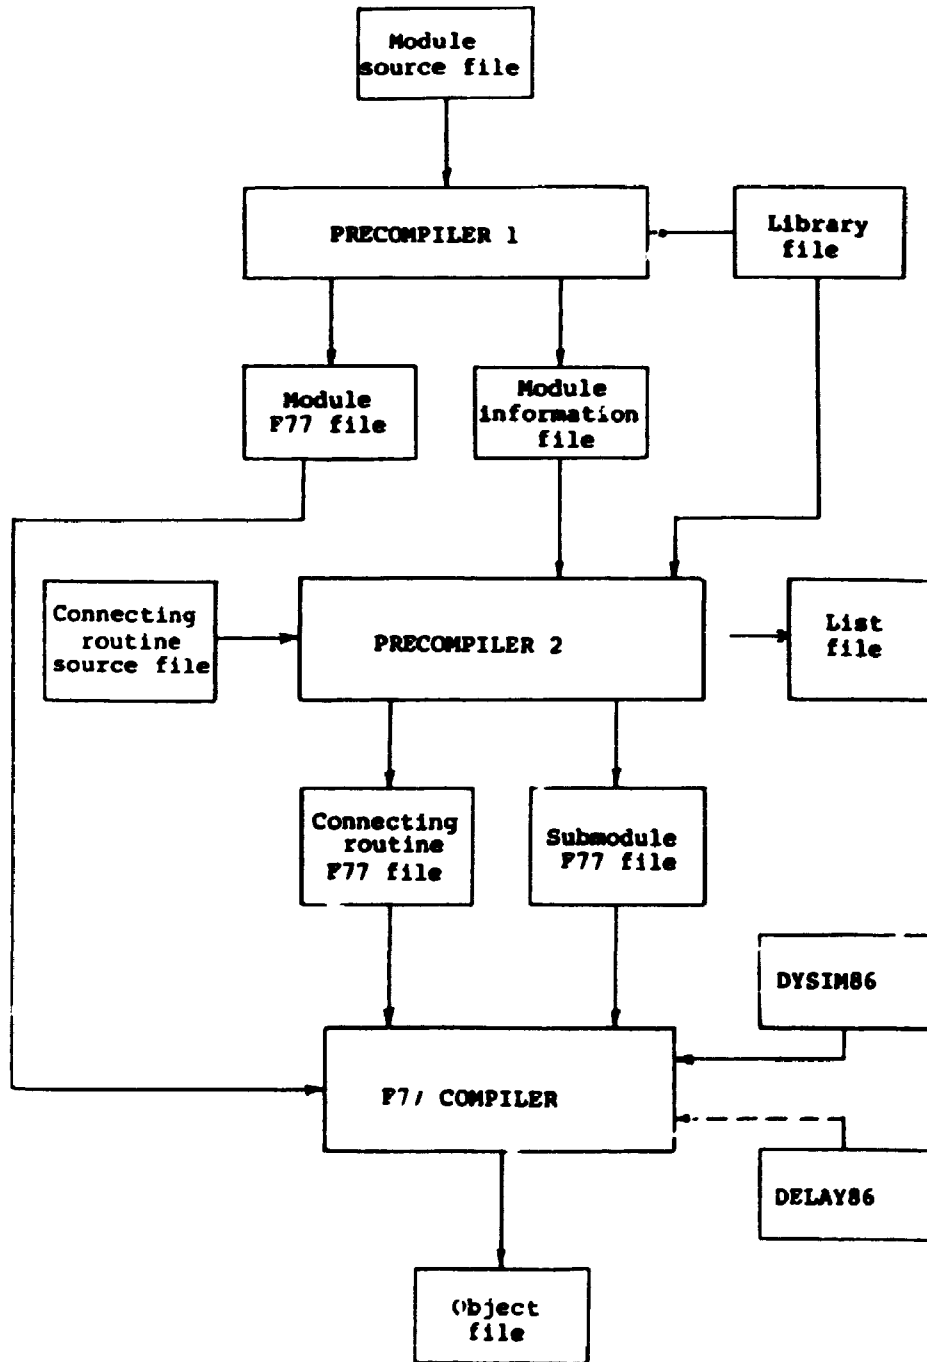 Module
source file
PRECOMPILER 1
Library
file
Module
F77 file
Module
information
file
Connecting
routine
source file
PRECOMPILER 2
List
file
Connecting
routine
F77 file
Submodule
F77 file
DYSIM86
F77 COMPILER
DELAY86
Object
file